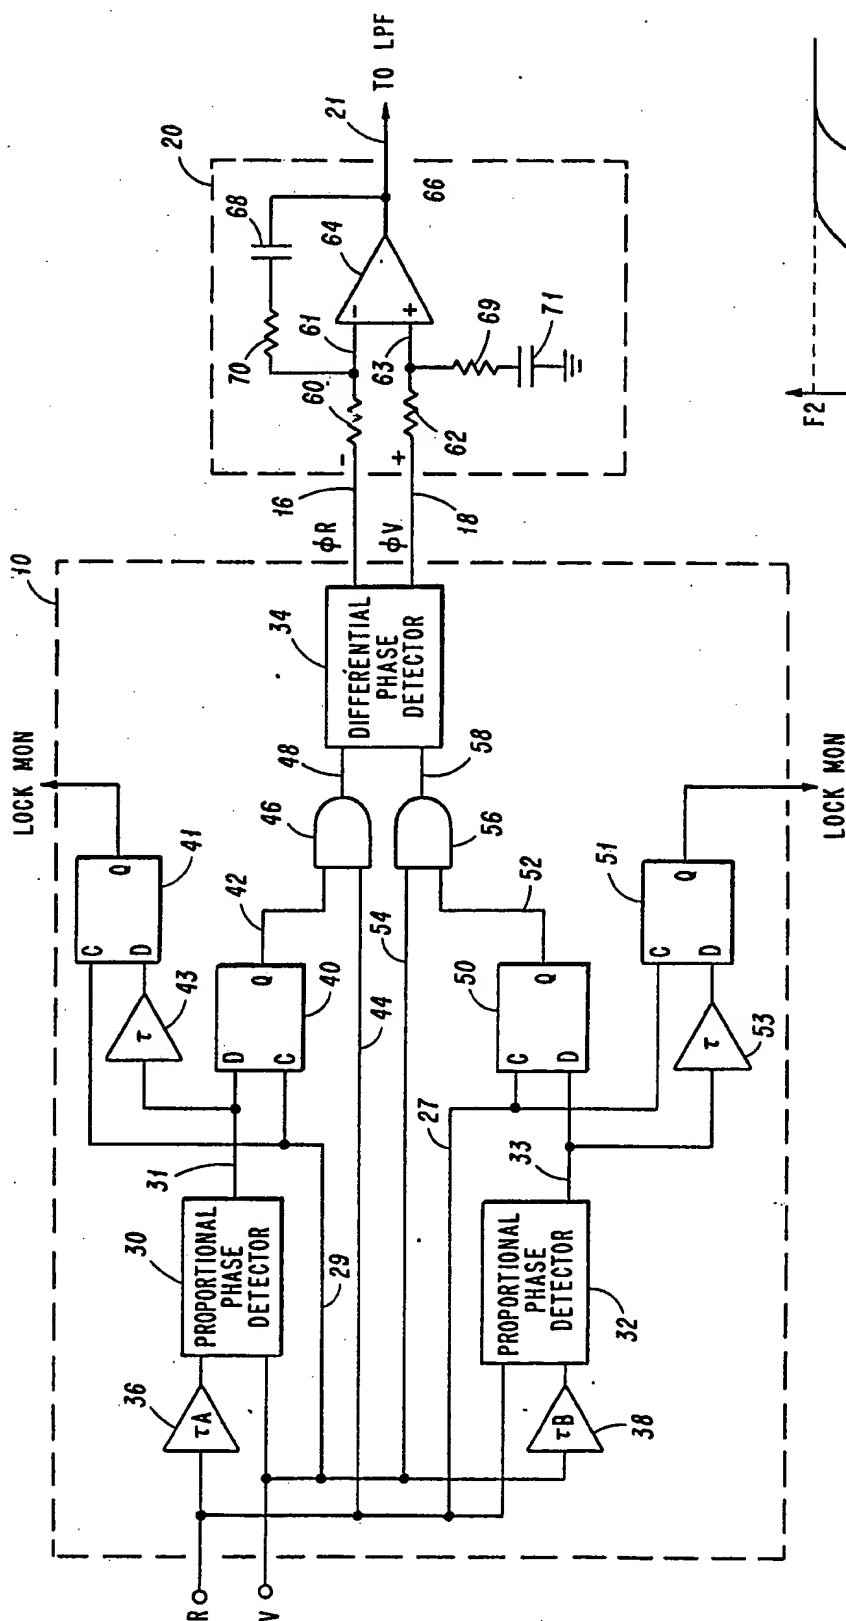 10
LOCK MON
R
V
36
τA
30
PROPORTIONAL
PHASE
DETECTOR
31
29
43
τ
C
D
Q
41
D
C
Q
40
42
44
46
48
DIFFERENTIAL
PHASE
DETECTOR
34
54
56
58
52
C
D
Q
50
27
33
PROPORTIONAL
PHASE
DETECTOR
32
τB
38
τ
53
C
D
Q
51
LOCK MON
ϕR
16
ϕV
18
20
-
60
61
+
62
63
70
68
-
+
64
66
69
71
21
TO LPF
F2